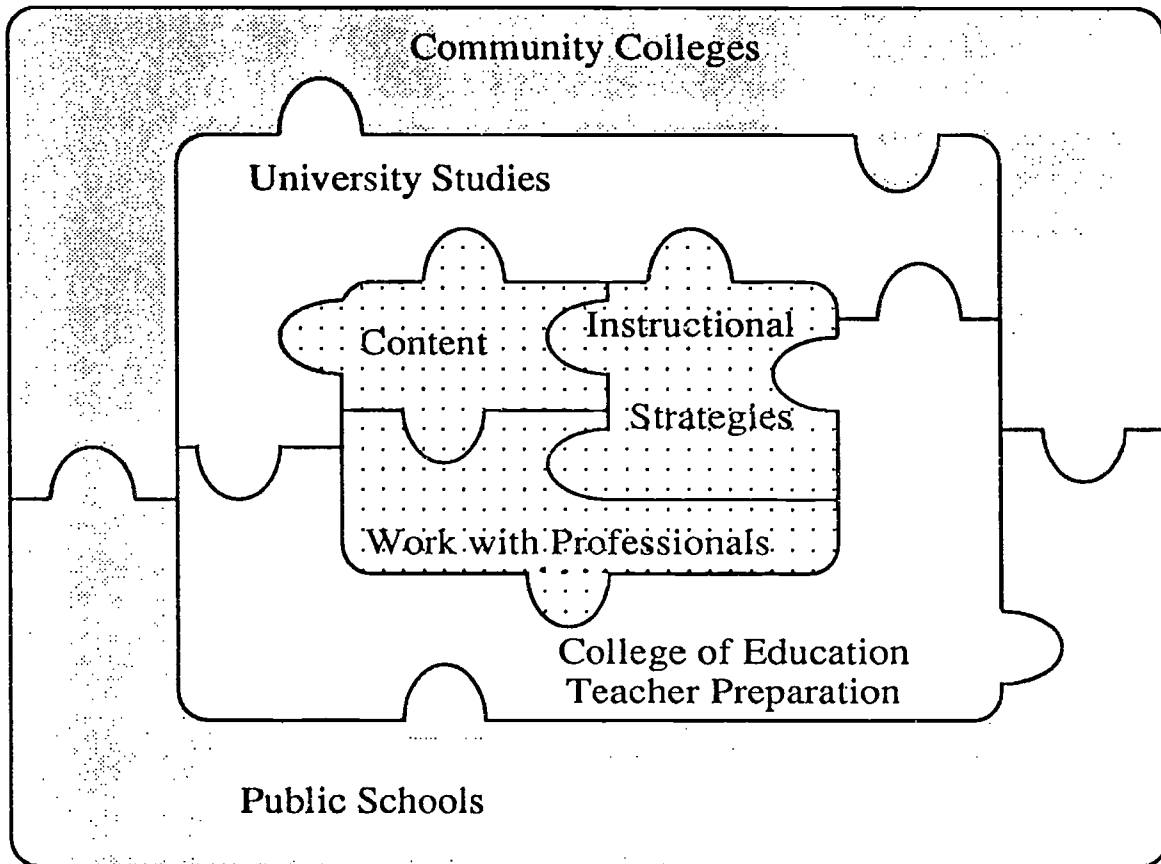 Community Colleges
University Studies
Content
Instructional
Strategies
Work with Professionals
College of Education
Teacher Preparation
Public Schools